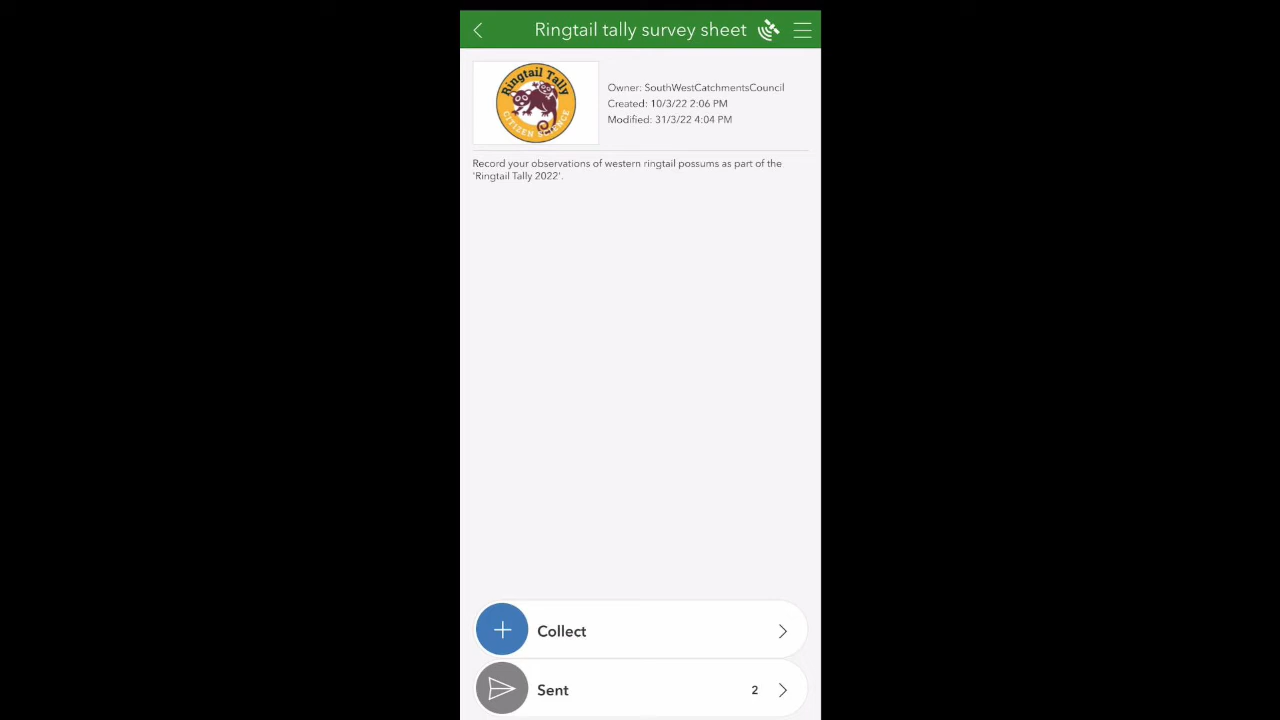 Ringtail tally survey sheet
Ringtail Tally
CITIZEN SCIENCE
Owner: SouthWestCatchmentsCouncil
Created: 10/3/22 2:06 PM
Modified: 31/3/22 4:04 PM
Record your observations of western ringtail possums as part of the
'Ringtail Tally 2022'.
Collect
Sent 2